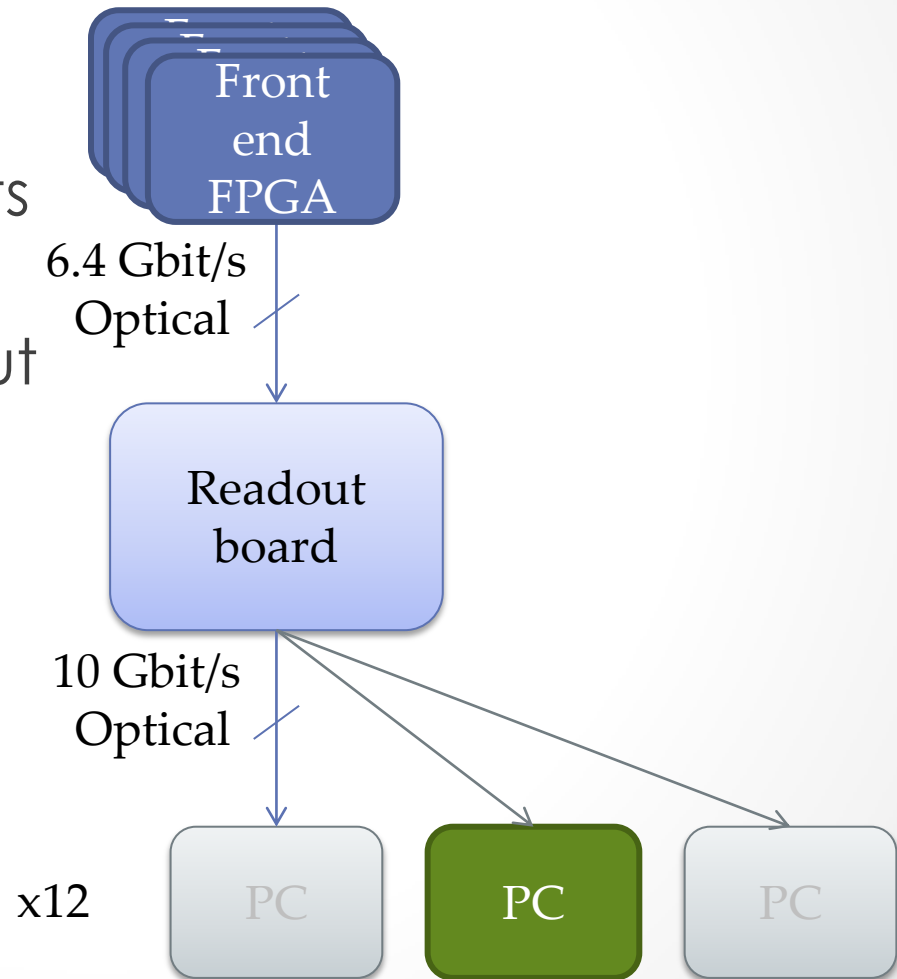 Front
end
FPGA
6.4 Gbit/s
Optical
Readout
board
10 Gbit/s
Optical
x12
PC
PC
PC